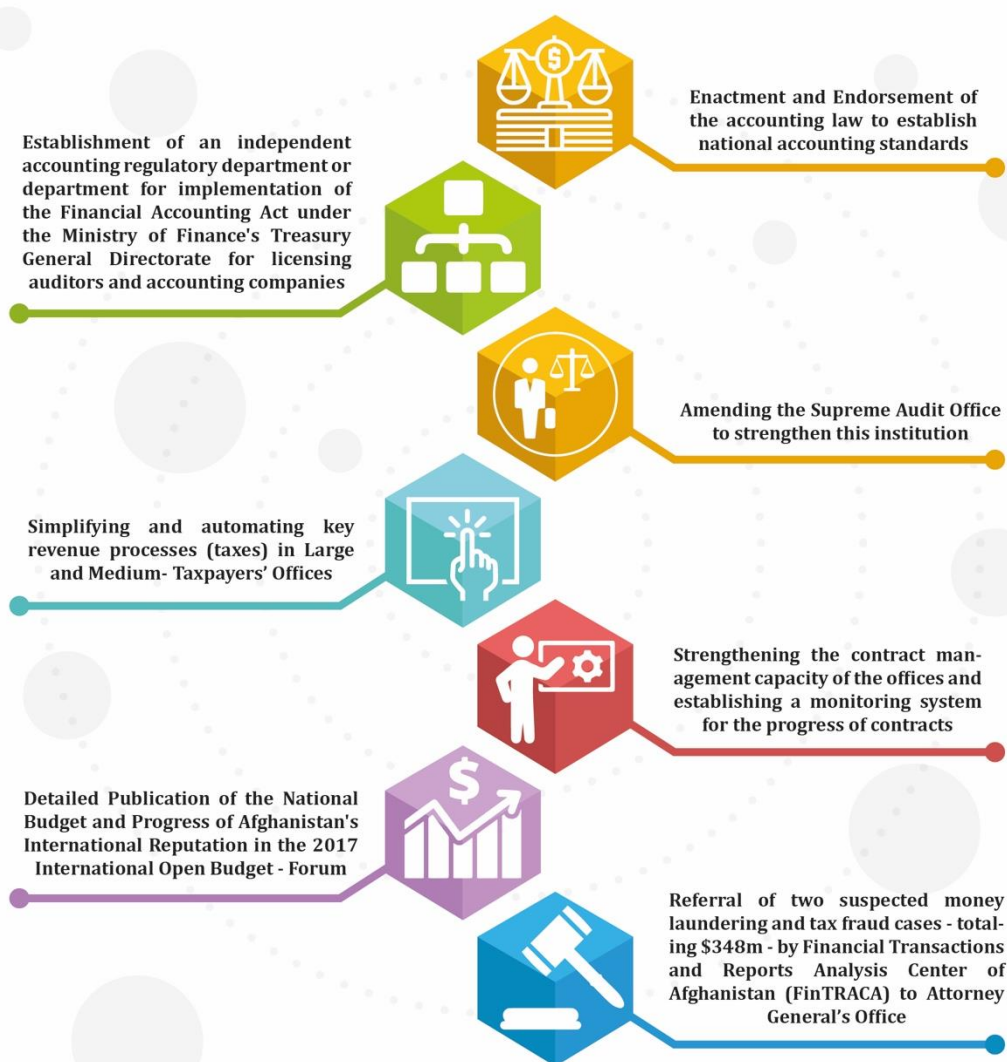 Enactment and Endorsement of
the accounting law to establish
national accounting standards
Establishment of an independent
accounting regulatory department or
department for implementation of
the Financial Accounting Act under
the Ministry of Finance's Treasury
General Directorate for licensing
auditors and accounting companies
Amending the Supreme Audit Office
to strengthen this institution
Simplifying and automating key
revenue processes (taxes) in Large
and Medium- Taxpayers' Offices
Strengthening the contract man-
agement capacity of the offices and
establishing a monitoring system
for the progress of contracts
Detailed Publication of the National
Budget and Progress of Afghanistan's
International Reputation in the 2017
International Open Budget - Forum
Referral of two suspected money
laundering and tax fraud cases - total-
ing $348m - by Financial Transactions
and Reports Analysis Center of
Afghanistan (FinTRACA) to Attorney
General's Office